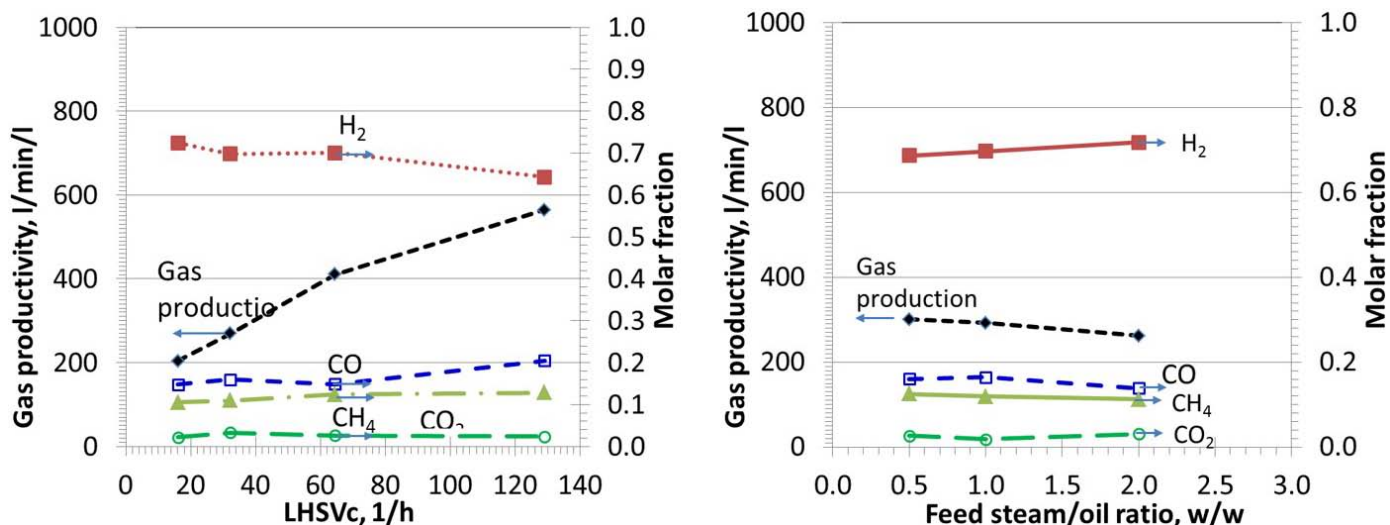 1000
800
600
400
200
0
Gas productivity, l/min/l
H2
Gas
productio
CO
CH4
CO2
1.0
0.9
0.8
0.7
0.6
0.5
0.4
0.3
0.2
0.1
0.0
Molar fraction
0 20 40 60 80 100 120 140
LHSVc, 1/h
1000
800
600
400
200
0
Gas productivity, l/min/l
H2
Gas
production
CO
CH4
CO2
1.0
0.8
0.6
0.4
0.2
0.0
Molar fraction
0.0 0.5 1.0 1.5 2.0 2.5 3.0
Feed steam/oil ratio, w/w